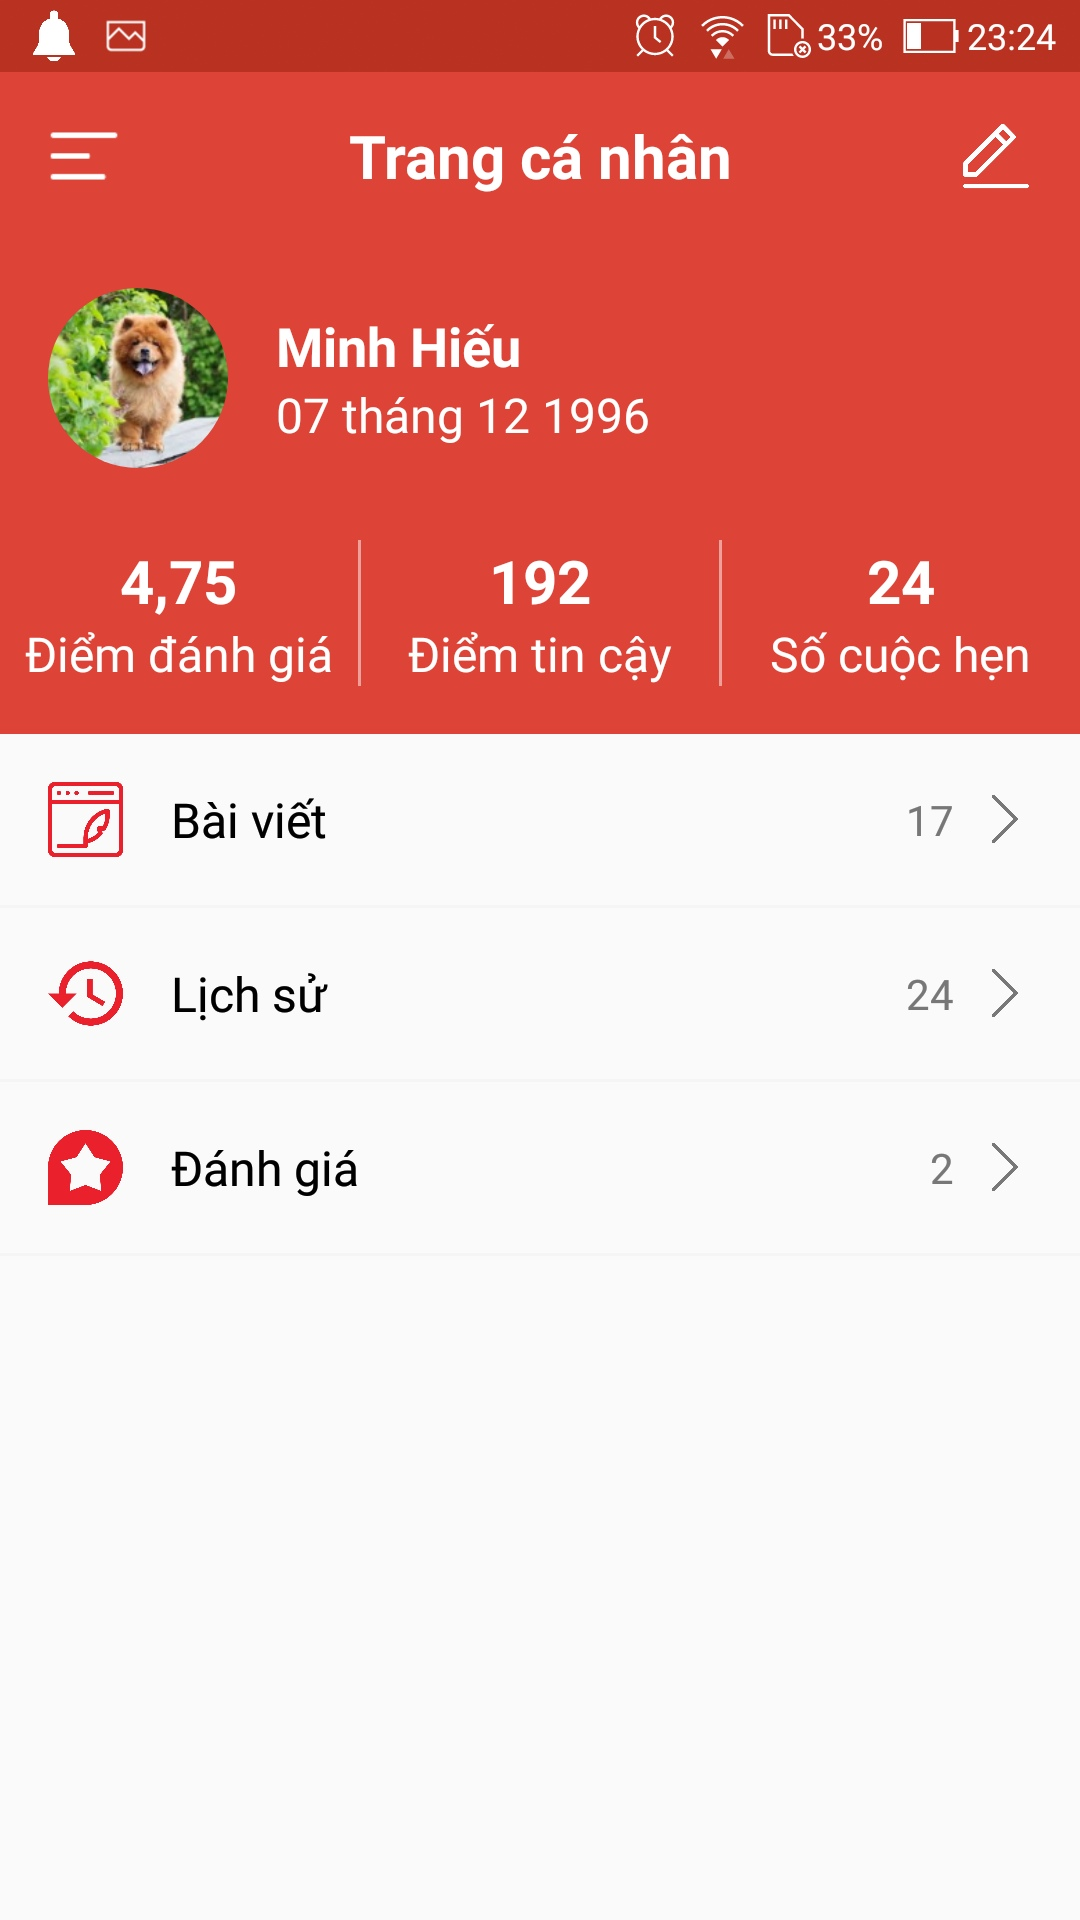 33% 23:24
Trang cá nhân
Minh Hiếu
07 tháng 12 1996
4,75 192 24
Điểm đánh giá Điểm tin cậy Số cuộc hẹn
Bài viết 17
Lịch sử 24
Đánh giá 2